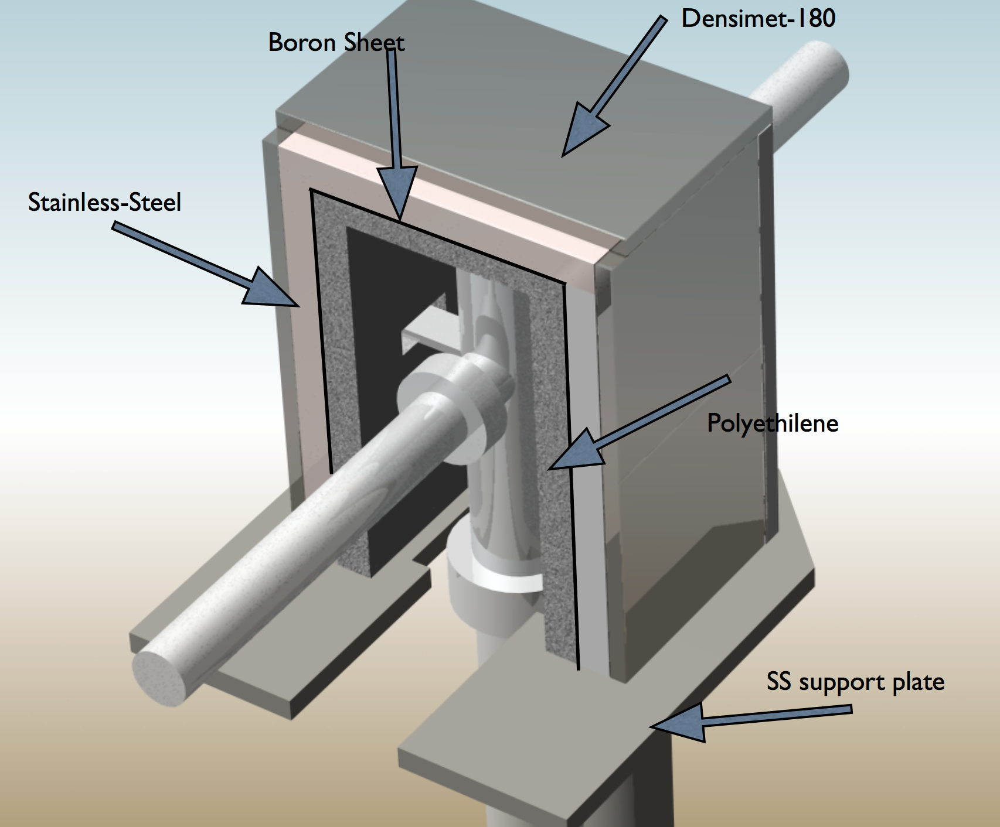 Densimet-180
Boron Sheet
Stainless-Steel
Polyethilene
SS support plate